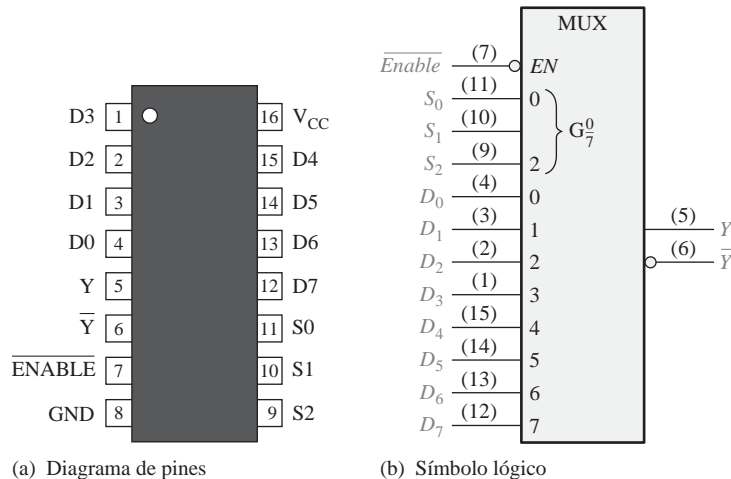 D3 1 16 V_CC
D2 2 15 D4
D1 3 14 D5
D0 4 13 D6
Y 5 12 D7
Y̅ 6 11 S0
E̅N̅A̅B̅L̅E̅ 7 10 S1
GND 8 9 S2
(a) Diagrama de pines
MUX
E̅n̅a̅b̅l̅e̅ (7) EN
S₀ (11) 0
S₁ (10) G 0/7
S₂ (9) 2
D₀ (4) 0
D₁ (3) 1 (5) Y
D₂ (2) 2 (6) Y̅
D₃ (1) 3
D₄ (15) 4
D₅ (14) 5
D₆ (13) 6
D₇ (12) 7
(b) Símbolo lógico